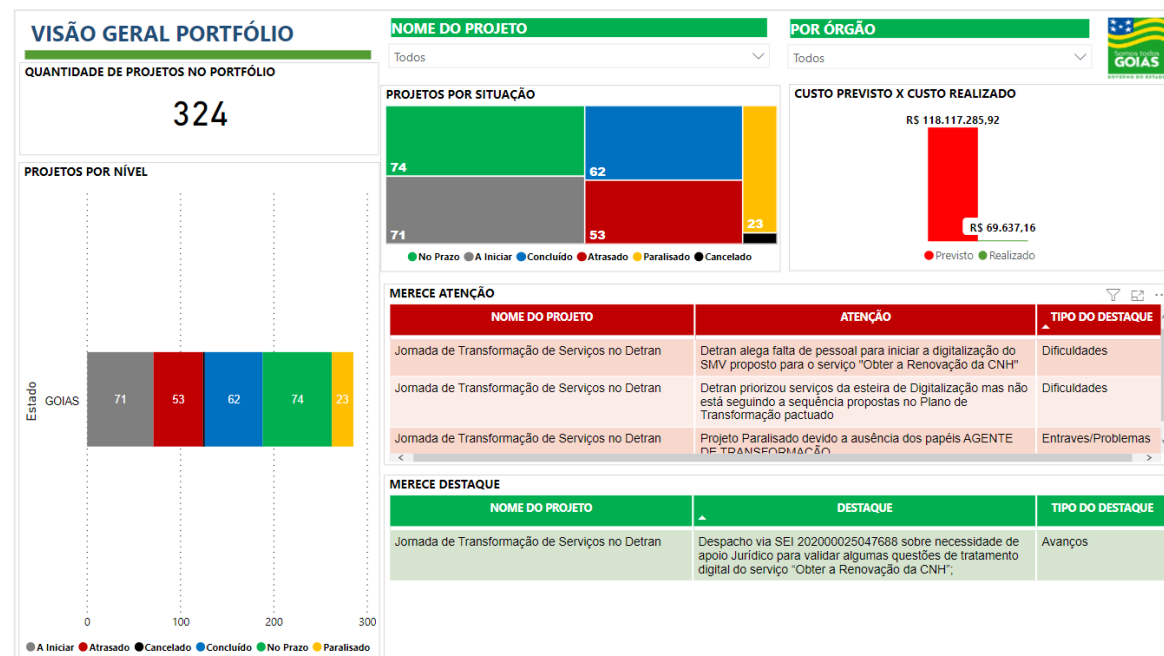 VISÃO GERAL PORTFÓLIO
NOME DO PROJETO
Todos
POR ÓRGÃO
Todos
Somos todos
GOIÁS
GOVERNO DO ESTADO
QUANTIDADE DE PROJETOS NO PORTFÓLIO
324
PROJETOS POR SITUAÇÃO
74
71
62
53
23
No Prazo A Iniciar Concluído Atrasado Paralisado Cancelado
CUSTO PREVISTO X CUSTO REALIZADO
R$ 118.117.285,92
R$ 69.637,16
Previsto Realizado
PROJETOS POR NÍVEL
Estado
GOIAS
71 53 62 74 23
0 100 200 300
A Iniciar Atrasado Cancelado Concluído No Prazo Paralisado
MERECE ATENÇÃO
NOME DO PROJETO ATENÇÃO TIPO DO DESTAQUE
Jornada de Transformação de Serviços no Detran
Detran alega falta de pessoal para iniciar a digitalização do
SMV proposto para o serviço "Obter a Renovação da CNH"
Dificuldades
Jornada de Transformação de Serviços no Detran
Detran priorizou serviços da esteira de Digitalização mas não
está seguindo a sequência propostas no Plano de
Transformação pactuado
Dificuldades
Jornada de Transformação de Serviços no Detran
Projeto Paralisado devido a ausência dos papéis AGENTE
DE TRANSFORMAÇÃO
Entraves/Problemas
MERECE DESTAQUE
NOME DO PROJETO DESTAQUE TIPO DO DESTAQUE
Jornada de Transformação de Serviços no Detran
Despacho via SEI 202000025047688 sobre necessidade de
apoio Jurídico para validar algumas questões de tratamento
digital do serviço “Obter a Renovação da CNH”;
Avanços